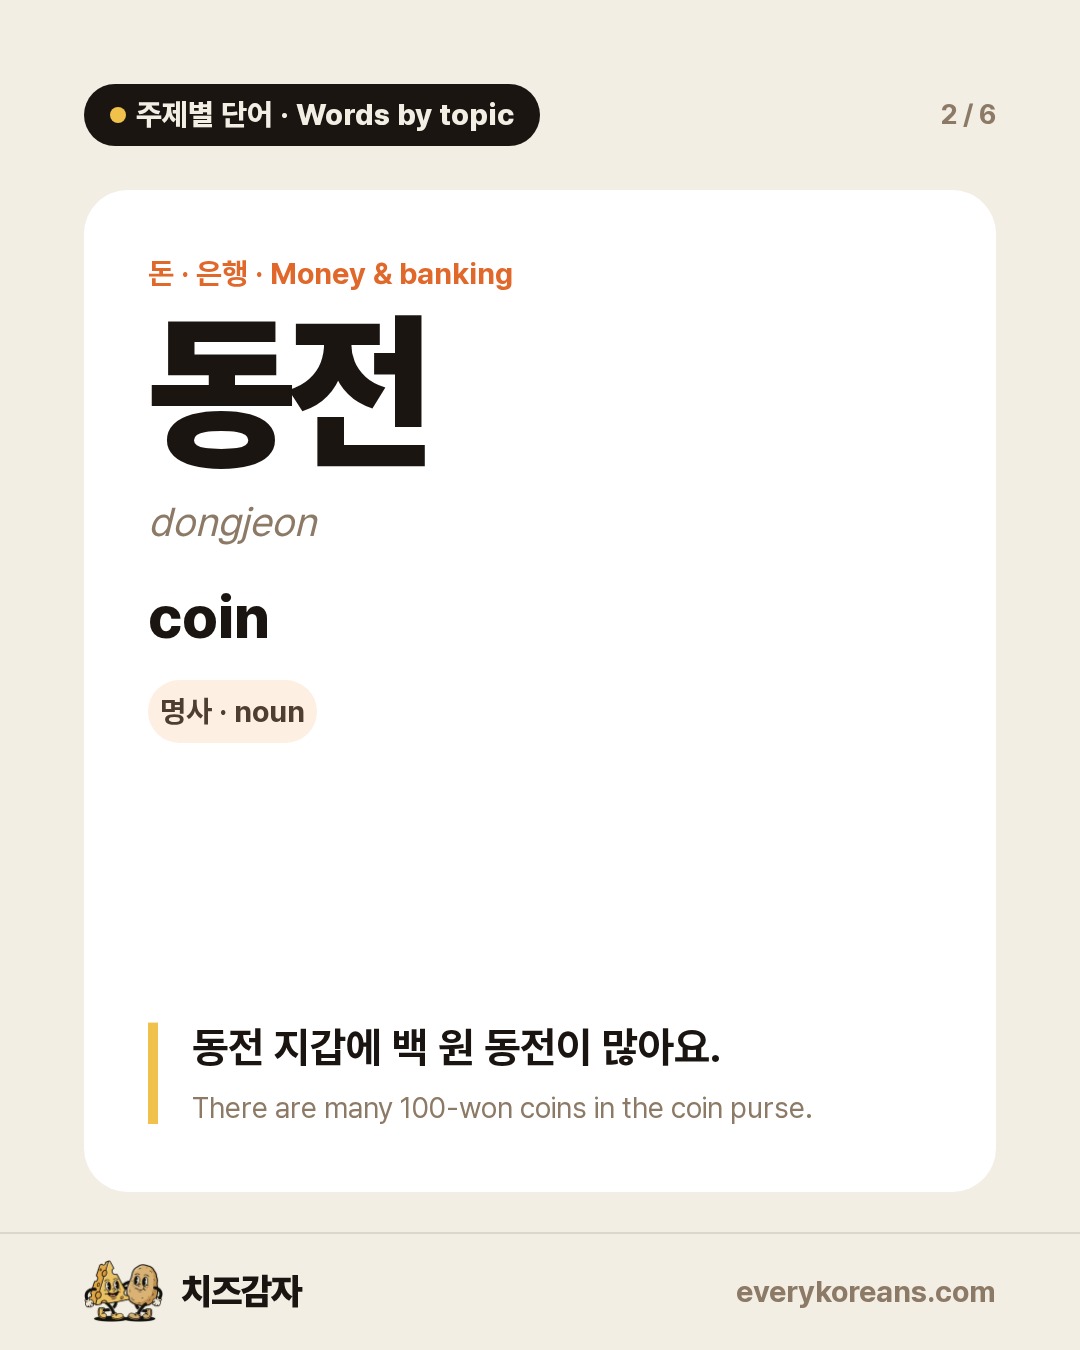 주제별 단어 · Words by topic
2 / 6
돈 · 은행 · Money & banking
동전
dongjeon
coin
명사 · noun
동전 지갑에 백 원 동전이 많아요.
There are many 100-won coins in the coin purse.
치즈감자
everykoreans.com